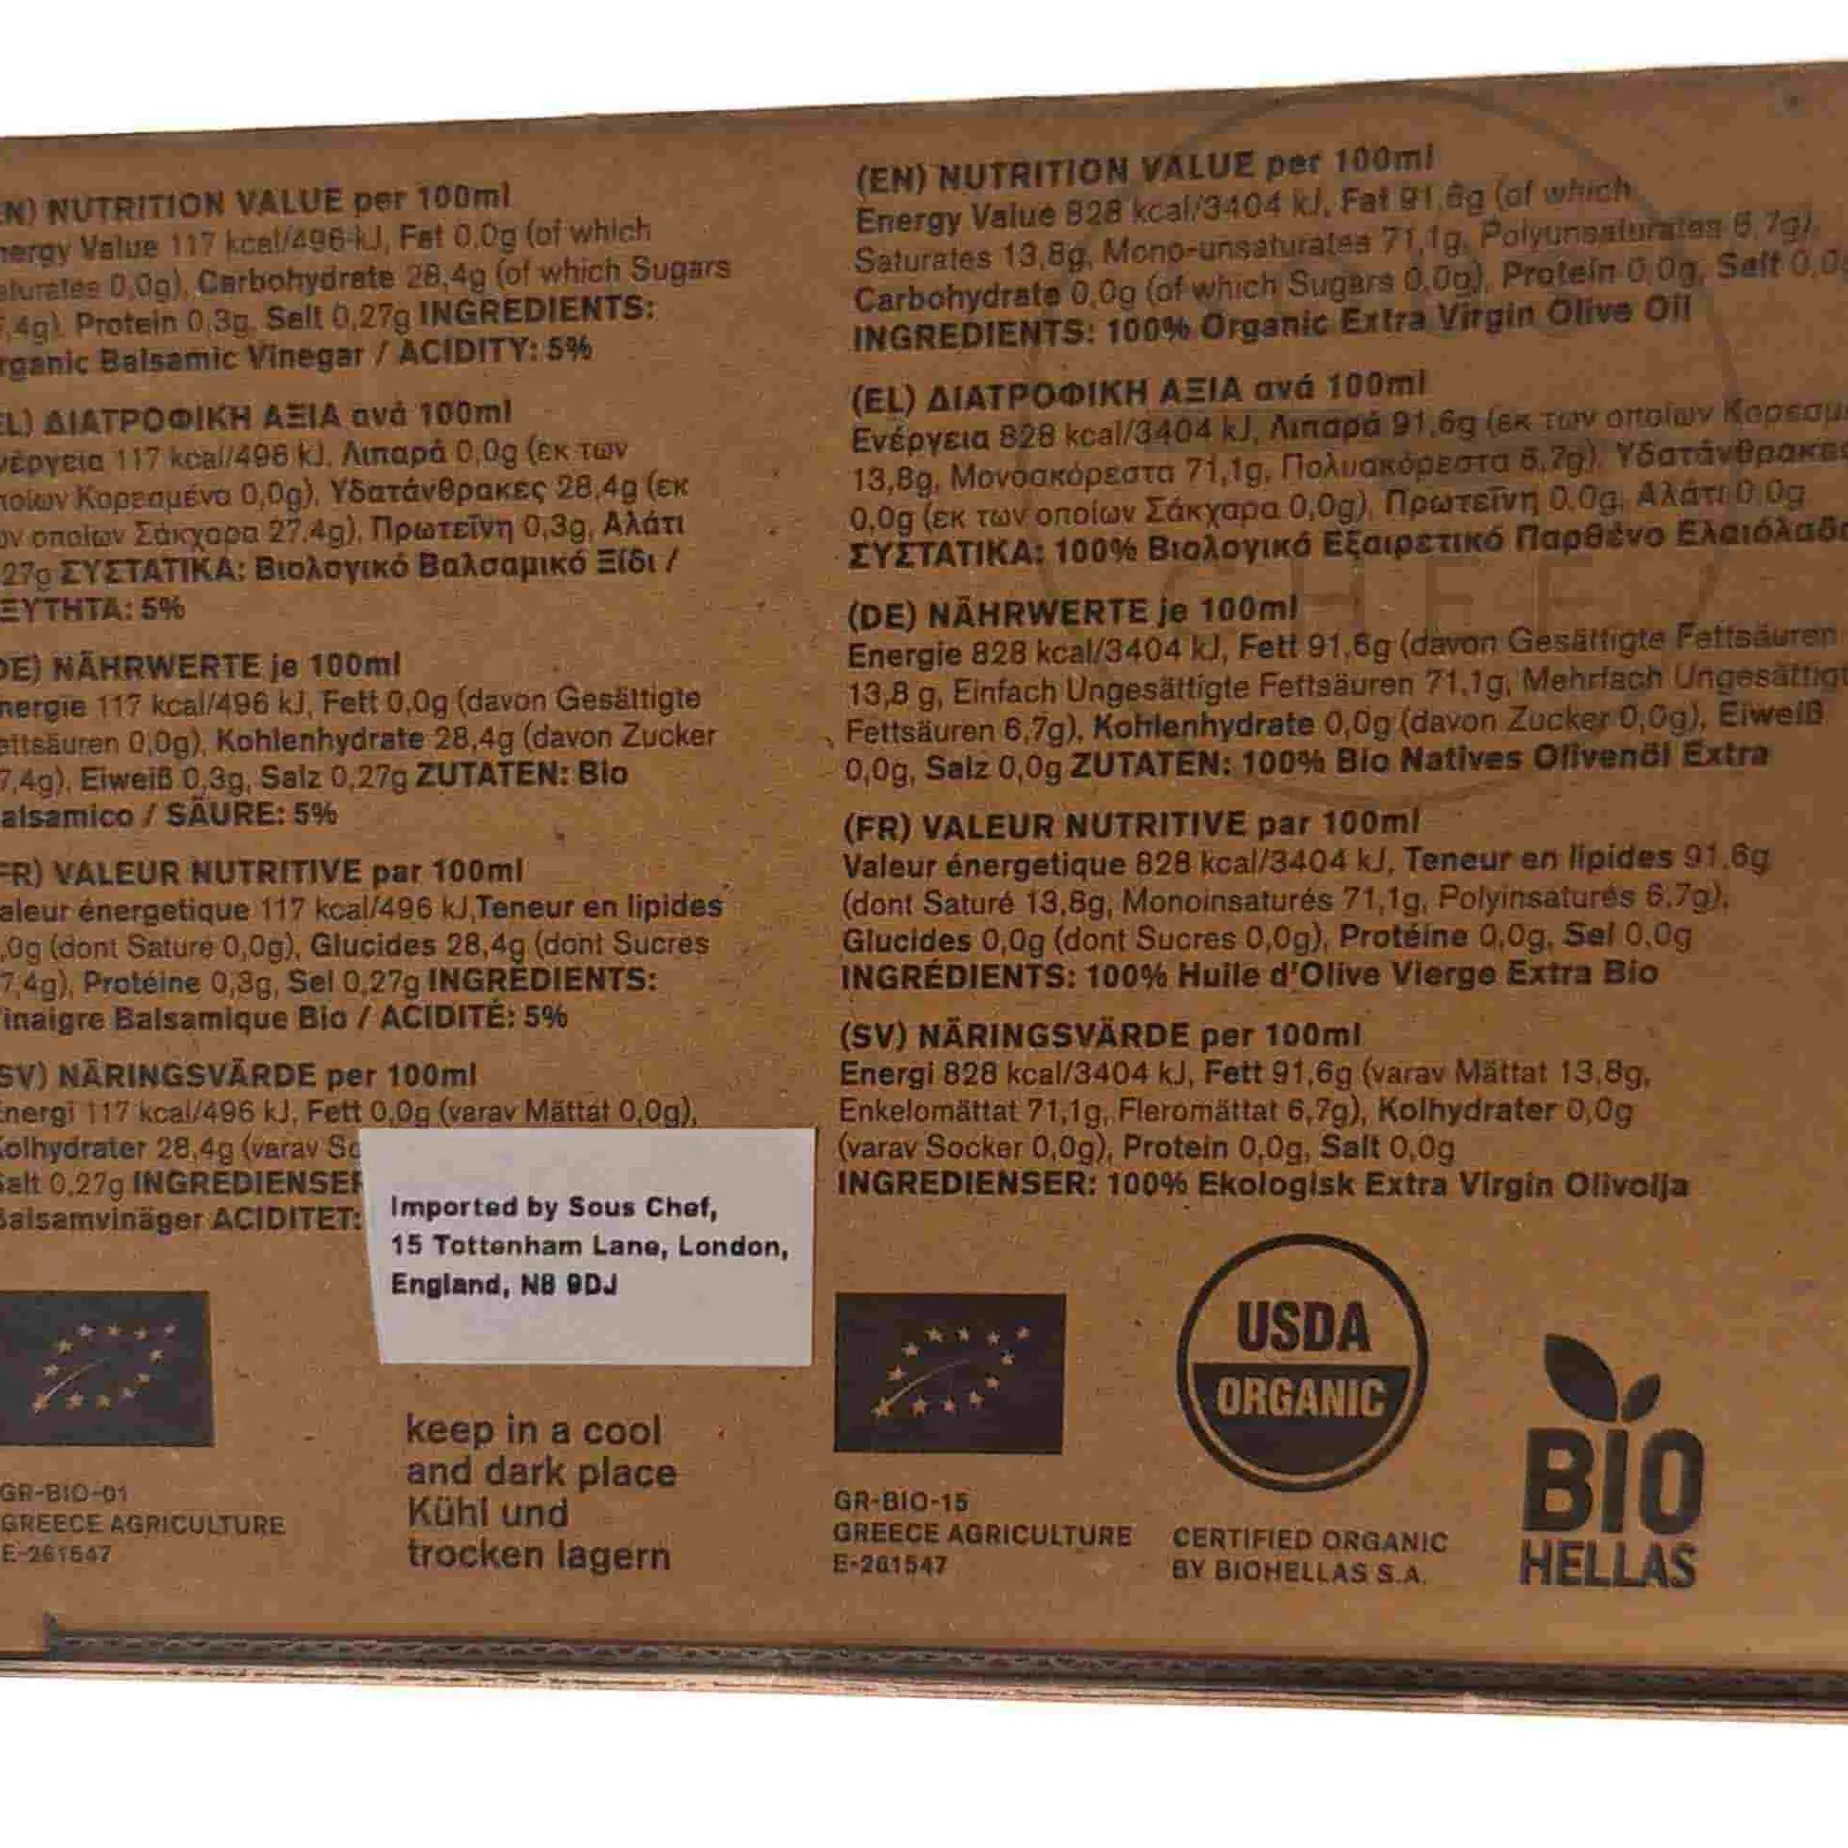 EN) NUTRITION VALUE per 100ml
nergy Value 117 kcal/496 kJ, Fat 0,0g (of which
aturates 0,0g), Carbohydrate 28,4g (of which Sugars
7,4g), Protein 0,3g, Salt 0,27g INGREDIENTS:
rganic Balsamic Vinegar / ACIDITY: 5%
EL) ΔΙΑΤΡΟΦΙΚΗ ΑΞΙΑ ανά 100ml
νέργεια 117 kcal/496 kJ, Λιπαρά 0,0g (εκ των
ποίων Κορεσμένα 0,0g), Υδατάνθρακες 28,4g (εκ
ων οποίων Σάκχαρα 27,4g), Πρωτεΐνη 0,3g, Αλάτι
27g ΣΥΣΤΑΤΙΚΑ: Βιολογικό Βαλσαμικό Ξίδι /
ΞΥΤΗΤΑ: 5%
DE) NÄHRWERTE je 100ml
nergie 117 kcal/496 kJ, Fett 0,0g (davon Gesättigte
ettsäuren 0,0g), Kohlenhydrate 28,4g (davon Zucker
7,4g), Eiweiß 0,3g, Salz 0,27g ZUTATEN: Bio
alsamico / SÄURE: 5%
FR) VALEUR NUTRITIVE par 100ml
aleur énergetique 117 kcal/496 kJ,Teneur en lipides
,0g (dont Saturé 0,0g), Glucides 28,4g (dont Sucres
7,4g), Protéine 0,3g, Sel 0,27g INGRÉDIENTS:
inaigre Balsamique Bio / ACIDITÉ: 5%
SV) NÄRINGSVÄRDE per 100ml
Energi 117 kcal/496 kJ, Fett 0,0g (varav Mättat 0,0g),
Kolhydrater 28,4g (varav So
Salt 0,27g INGREDIENSER
Balsamvinäger ACIDITET:
Imported by Sous Chef,
15 Tottenham Lane, London,
England, N8 9DJ
GR-BIO-01
GREECE AGRICULTURE
E-261547
keep in a cool
and dark place
Kühl und
trocken lagern
(EN) NUTRITION VALUE per 100ml
Energy Value 828 kcal/3404 kJ, Fat 91,6g (of which
Saturates 13,8g, Mono-unsaturates 71,1g, Polyunsaturates 6,7g),
Carbohydrate 0,0g (of which Sugars 0,0g), Protein 0,0g, Salt 0,0g
INGREDIENTS: 100% Organic Extra Virgin Olive Oil
(EL) ΔΙΑΤΡΟΦΙΚΗ ΑΞΙΑ ανά 100ml
Ενέργεια 828 kcal/3404 kJ, Λιπαρά 91,6g (εκ των οποίων Κορεσμ
13,8g, Μονοακόρεστα 71,1g, Πολυακόρεστα 6,7g), Υδατάνθρακες
0,0g (εκ των οποίων Σάκχαρα 0,0g), Πρωτεΐνη 0,0g, Αλάτι 0,0g
ΣΥΣΤΑΤΙΚΑ: 100% Βιολογικό Εξαιρετικό Παρθένο Ελαιόλαδο
(DE) NÄHRWERTE je 100ml
Energie 828 kcal/3404 kJ, Fett 91,6g (davon Gesättigte Fettsäuren
13,8 g, Einfach Ungesättigte Fettsäuren 71,1g, Mehrfach Ungesättigt
Fettsäuren 6,7g), Kohlenhydrate 0,0g (davon Zucker 0,0g), Eiweiß
0,0g, Salz 0,0g ZUTATEN: 100% Bio Natives Olivenöl Extra
(FR) VALEUR NUTRITIVE par 100ml
Valeur énergetique 828 kcal/3404 kJ, Teneur en lipides 91,6g
(dont Saturé 13,8g, Monoinsaturés 71,1g, Polyinsaturés 6,7g),
Glucides 0,0g (dont Sucres 0,0g), Protéine 0,0g, Sel 0,0g
INGRÉDIENTS: 100% Huile d'Olive Vierge Extra Bio
(SV) NÄRINGSVÄRDE per 100ml
Energi 828 kcal/3404 kJ, Fett 91,6g (varav Mättat 13,8g,
Enkelomättat 71,1g, Fleromättat 6,7g), Kolhydrater 0,0g
(varav Socker 0,0g), Protein 0,0g, Salt 0,0g
INGREDIENSER: 100% Ekologisk Extra Virgin Olivolja
GR-BIO-15
GREECE AGRICULTURE
E-261547
USDA
ORGANIC
CERTIFIED ORGANIC
BY BIOHELLAS S.A.
BIO
HELLAS